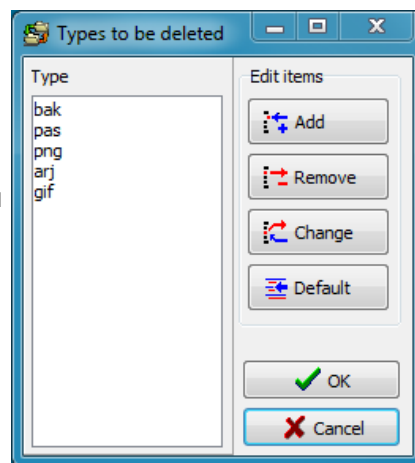 Types to be deleted
Type
bak
pas
png
arj
gif
Edit items
Add
Remove
Change
Default
OK
Cancel